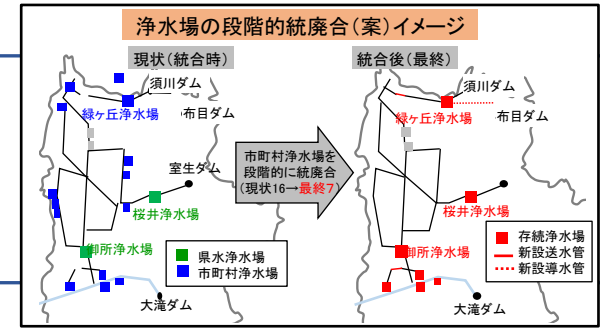 浄水場の段階的統廃合（案）イメージ
現状（統合時）
須川ダム
緑ヶ丘浄水場
布目ダム
室生ダム
桜井浄水場
御所浄水場
県水浄水場
市町村浄水場
大滝ダム
市町村浄水場を
段階的に統廃合
（現状16→最終7）
統合後（最終）
須川ダム
緑ヶ丘浄水場
布目ダム
桜井浄水場
御所浄水場
存続浄水場
新設送水管
新設導水管
大滝ダム